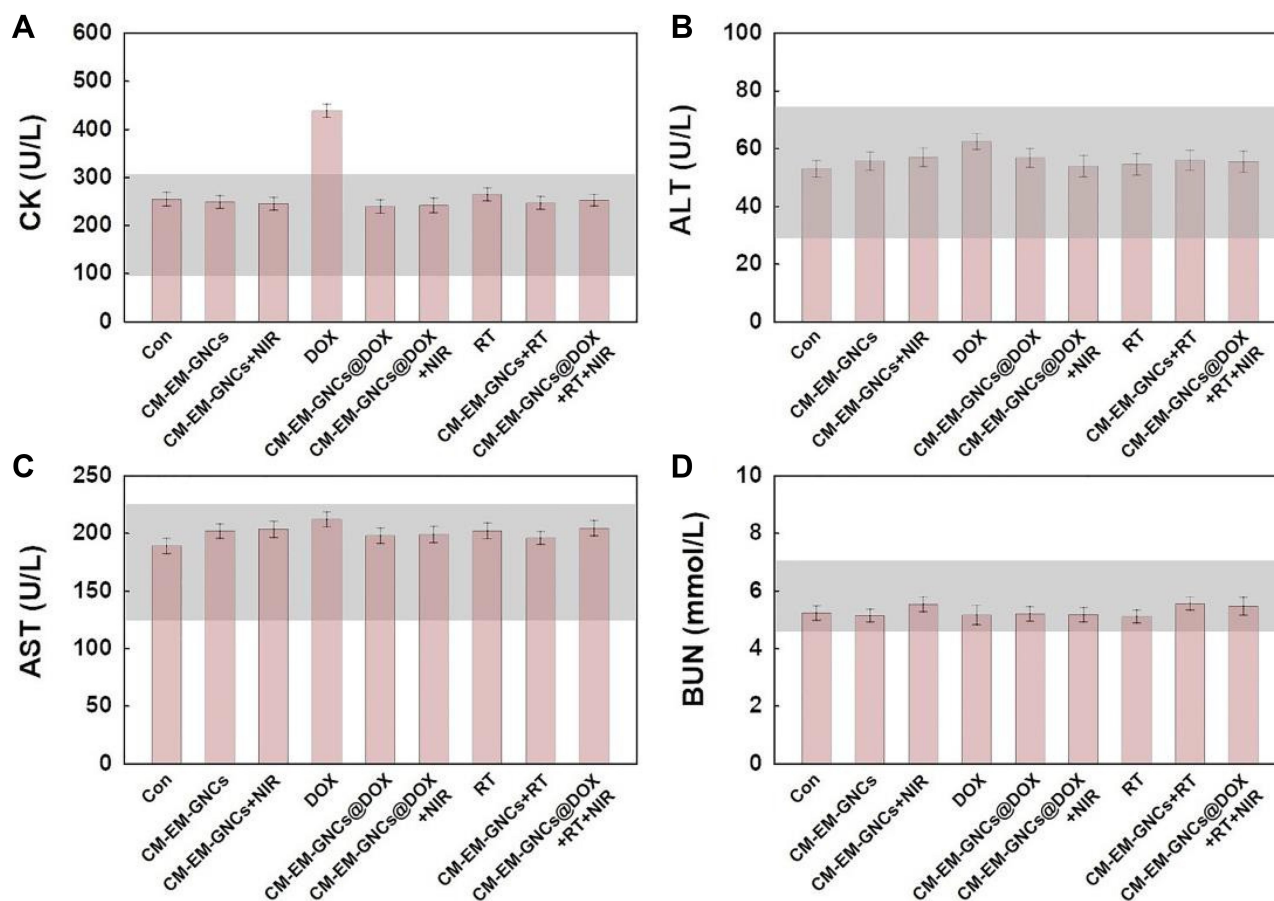 A
CK (U/L)
600
500
400
300
200
100
0
Con
CM-EM-GNCs
CM-EM-GNCs+NIR
DOX
CM-EM-GNCs@DOX
CM-EM-GNCs@DOX
+NIR
RT
CM-EM-GNCs+RT
CM-EM-GNCs@DOX
+RT+NIR
B
ALT (U/L)
100
80
60
40
20
0
Con
CM-EM-GNCs
CM-EM-GNCs+NIR
DOX
CM-EM-GNCs@DOX
CM-EM-GNCs@DOX
+NIR
RT
CM-EM-GNCs+RT
CM-EM-GNCs@DOX
+RT+NIR
C
AST (U/L)
250
200
150
100
50
0
Con
CM-EM-GNCs
CM-EM-GNCs+NIR
DOX
CM-EM-GNCs@DOX
CM-EM-GNCs@DOX
+NIR
RT
CM-EM-GNCs+RT
CM-EM-GNCs@DOX
+RT+NIR
D
BUN (mmol/L)
10
8
6
4
2
0
Con
CM-EM-GNCs
CM-EM-GNCs+NIR
DOX
CM-EM-GNCs@DOX
CM-EM-GNCs@DOX
+NIR
RT
CM-EM-GNCs+RT
CM-EM-GNCs@DOX
+RT+NIR